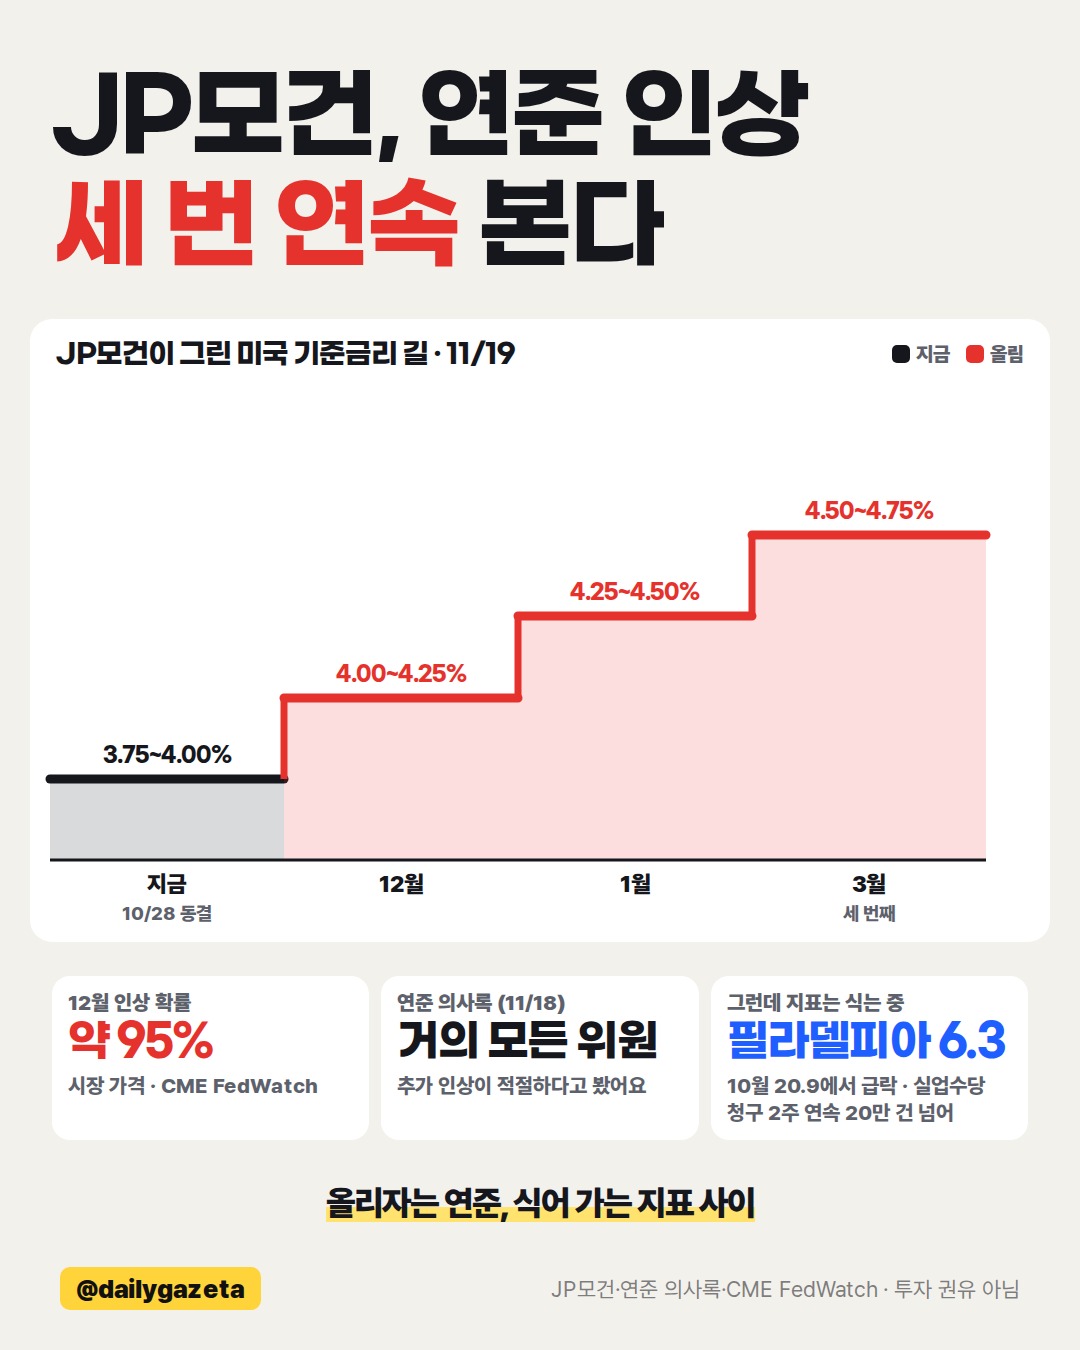 JP모건, 연준 인상
세 번 연속 본다
JP모건이 그린 미국 기준금리 길 · 11/19
지금 올림
4.50~4.75%
4.25~4.50%
4.00~4.25%
3.75~4.00%
지금 12월 1월 3월
10/28 동결 세 번째
12월 인상 확률
약 95%
시장 가격 · CME FedWatch
연준 의사록 (11/18)
거의 모든 위원
추가 인상이 적절하다고 봤어요
그런데 지표는 식는 중
필라델피아 6.3
10월 20.9에서 급락 · 실업수당
청구 2주 연속 20만 건 넘어
올리자는 연준, 식어 가는 지표 사이
@dailygazeta
JP모건·연준 의사록·CME FedWatch · 투자 권유 아님